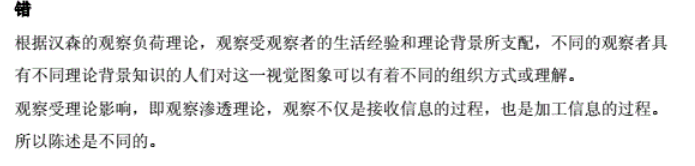 错
根据汉森的观察负荷理论，观察受观察者的生活经验和理论背景所支配，不同的观察者具
有不同理论背景知识的人们对这一视觉图象可以有着不同的组织方式或理解。
观察受理论影响，即观察渗透理论，观察不仅是接收信息的过程，也是加工信息的过程。
所以陈述是不同的。